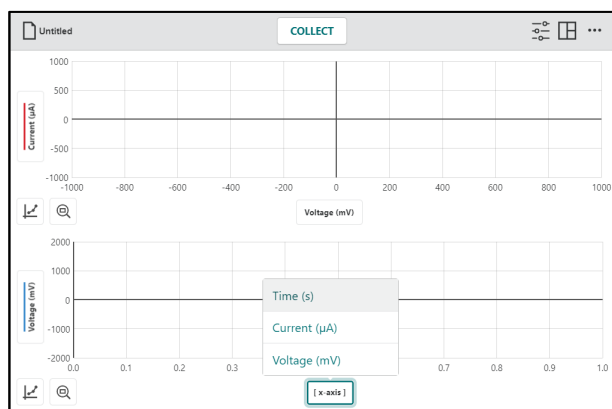 Untitled
COLLECT
Current (µA)
1000
500
0
-500
-1000
-1000 -800 -600 -400 -200 0 200 400 600 800 1000
Voltage (mV)
Voltage (mV)
2000
1000
0
-1000
-2000
Time (s)
Current (µA)
Voltage (mV)
0.0 0.1 0.2 0.3 0.7 0.8 0.9 1.0
[ x-axis ]